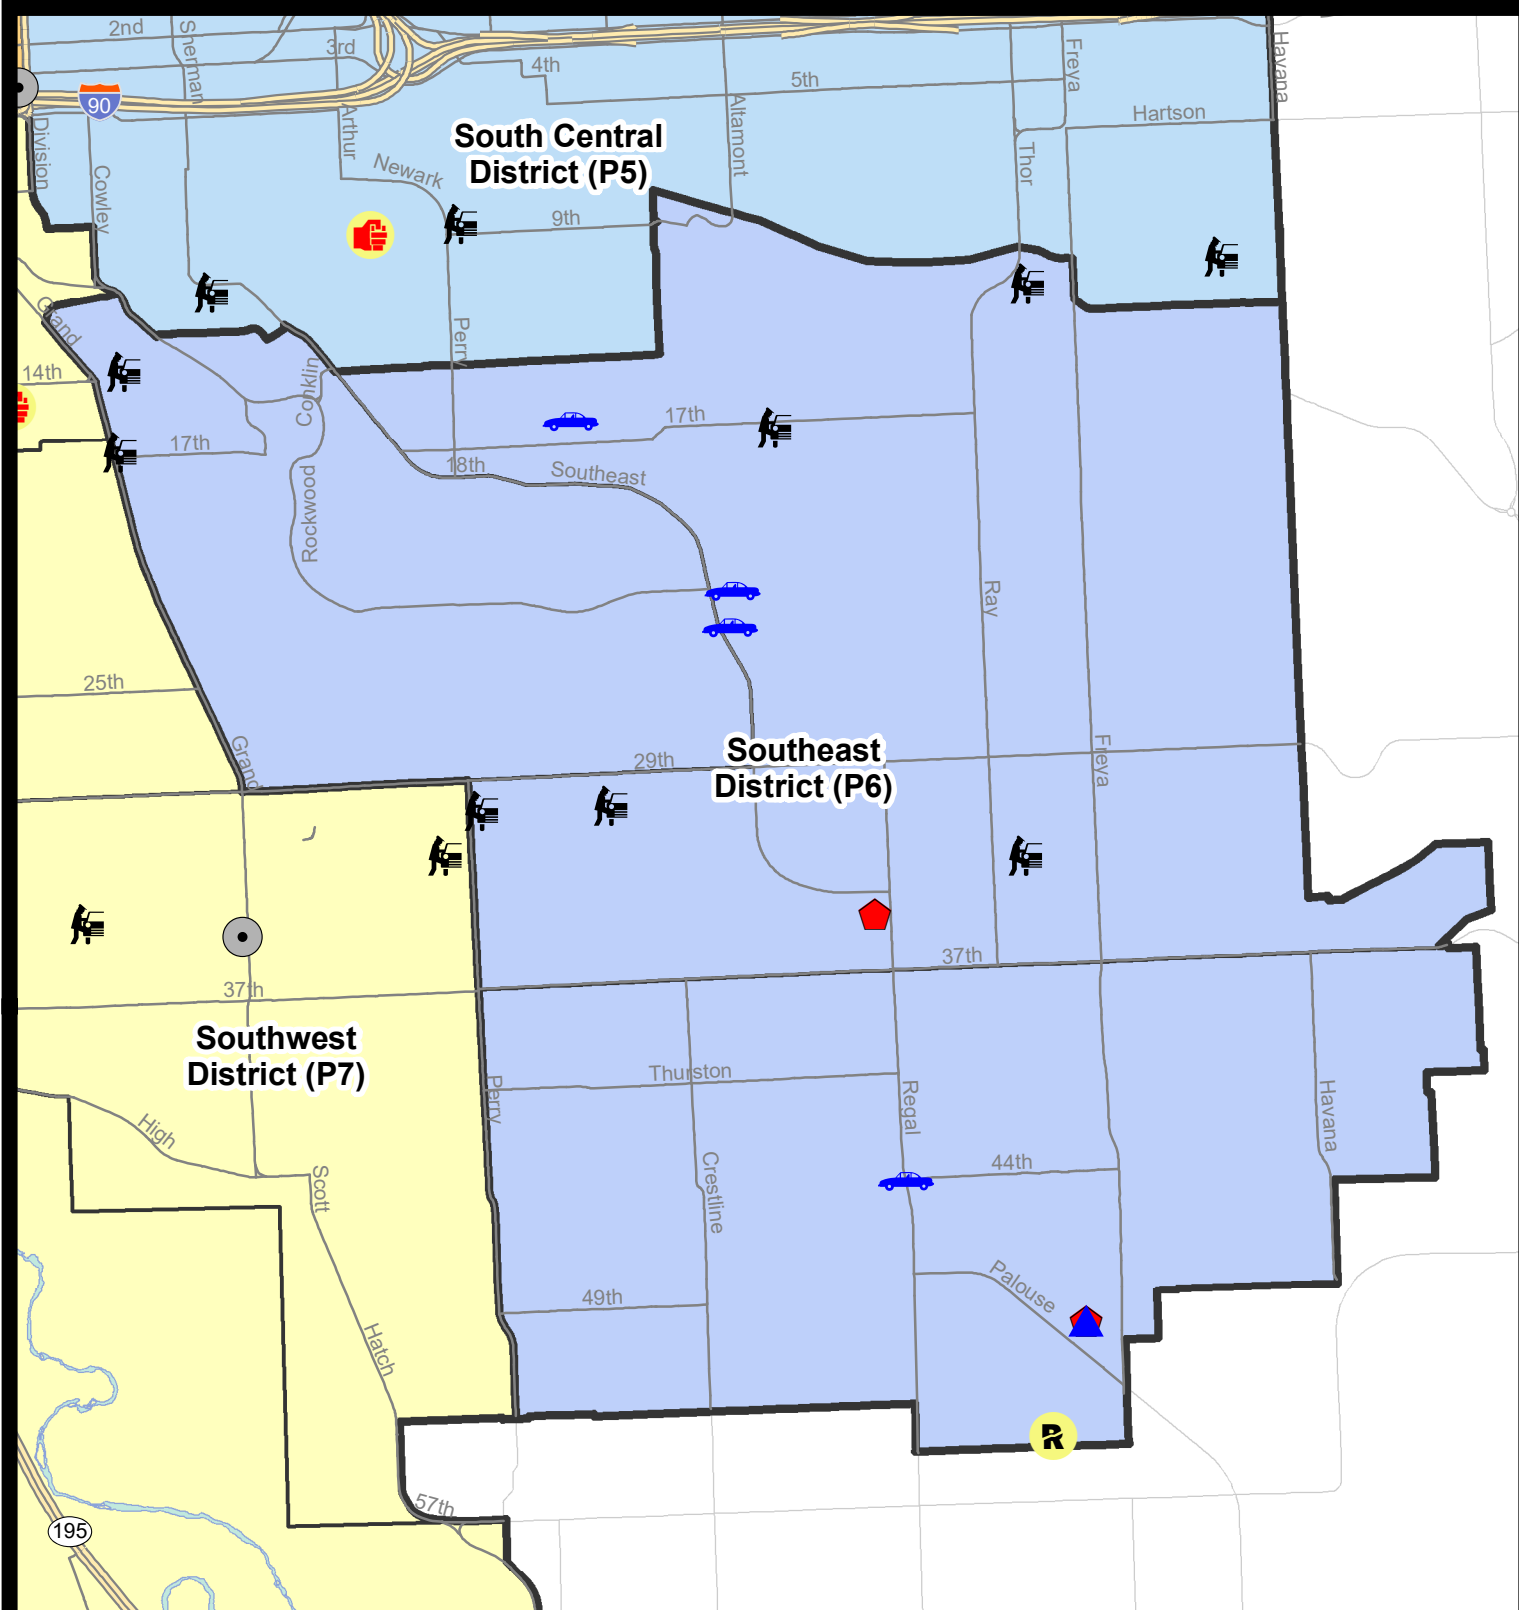 2nd
Sherman
3rd
4th
5th
Freya
Havana
90
Division
Arthur
Altamont
Hartson
South Central
District (P5)
Thor
Newark
Cowley
9th
Grand
Perry
14th
Conklin
17th
17th
18th
Southeast
Rockwood
Ray
25th
Grand
29th
Southeast
District (P6)
Freya
37th
37th
Southwest
District (P7)
Thurston
Perry
Regal
Havana
High
Scott
Crestline
44th
Palouse
49th
Hatch
R
57th
195